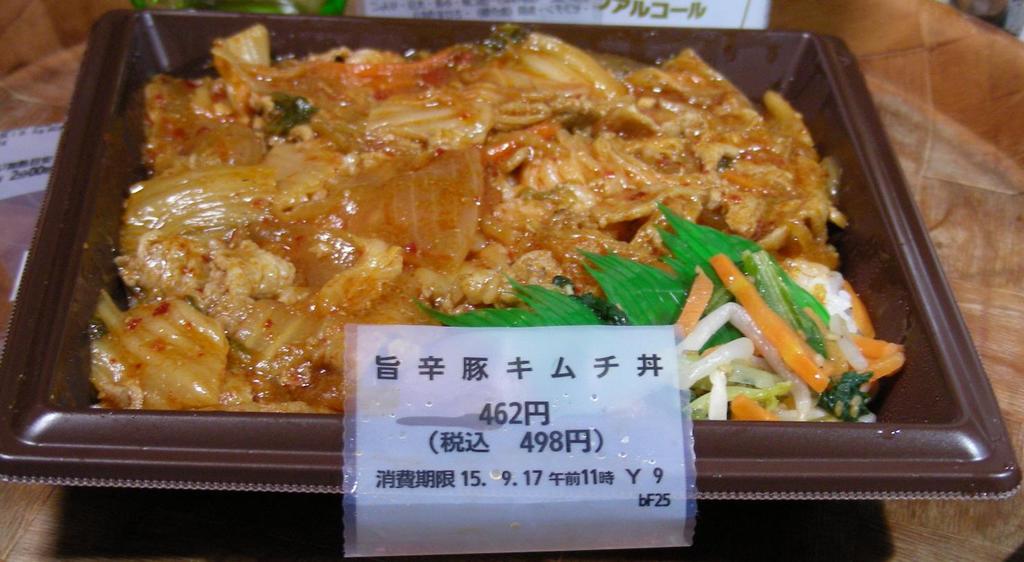 アルコール
旨辛豚キムチ丼
462円
(税込 498円)
消費期限 15. 9. 17 午前11時 Y 9
bF25